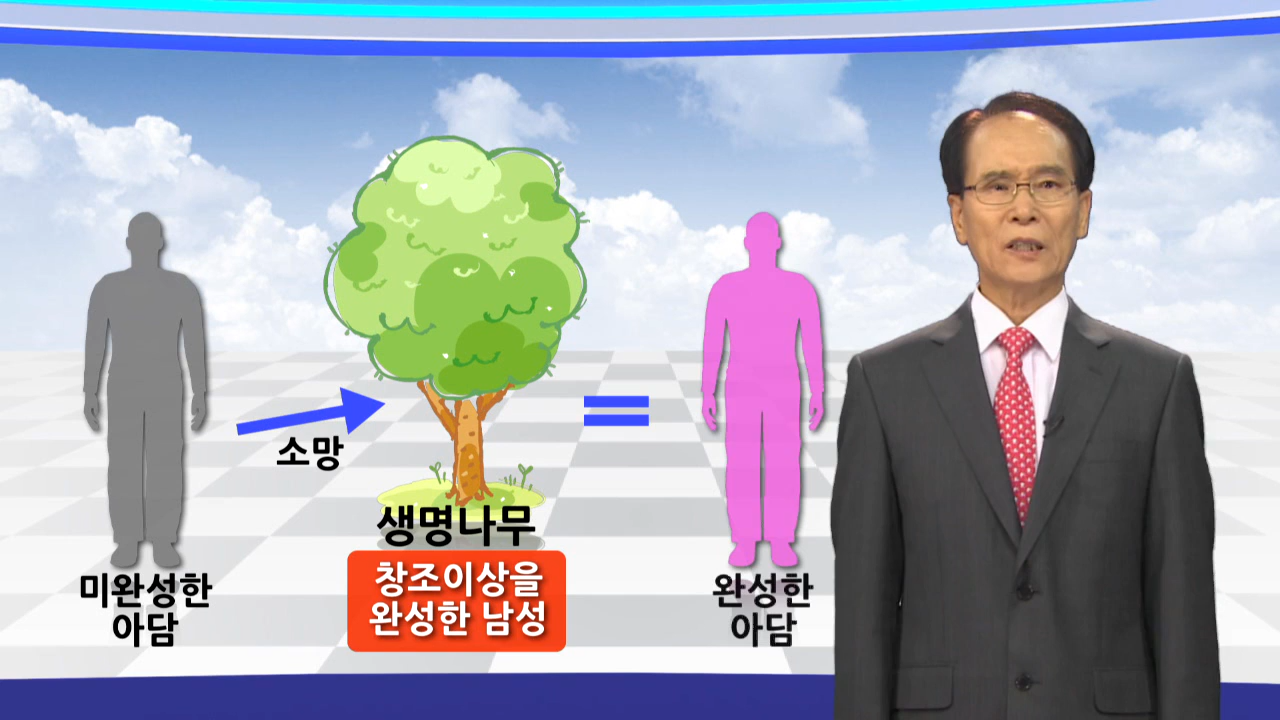 소망
생명나무
창조이상을
완성한 남성
미완성한
아담
완성한
아담